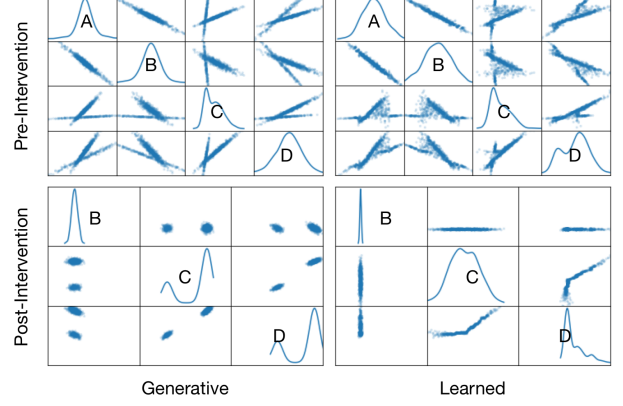 Pre-Intervention
A
B
C
D
A
B
C
D
Post-Intervention
B
C
D
B
C
D
Generative
Learned